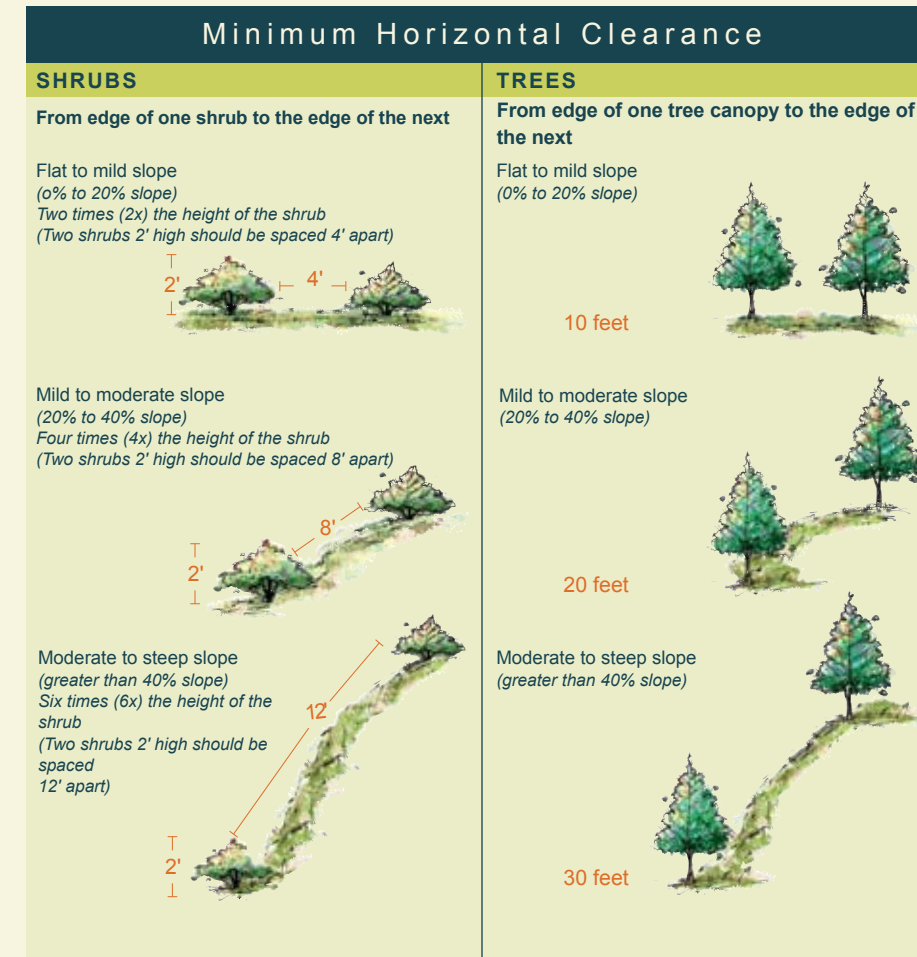 Minimum Horizontal Clearance
SHRUBS
From edge of one shrub to the edge of the next
Flat to mild slope
(o% to 20% slope)
Two times (2x) the height of the shrub
(Two shrubs 2' high should be spaced 4' apart)
2'
4'
Mild to moderate slope
(20% to 40% slope)
Four times (4x) the height of the shrub
(Two shrubs 2' high should be spaced 8' apart)
8'
2'
Moderate to steep slope
(greater than 40% slope)
Six times (6x) the height of the
shrub
(Two shrubs 2' high should be
spaced
12' apart)
12'
2'
TREES
From edge of one tree canopy to the edge of
the next
Flat to mild slope
(0% to 20% slope)
10 feet
Mild to moderate slope
(20% to 40% slope)
20 feet
Moderate to steep slope
(greater than 40% slope)
30 feet